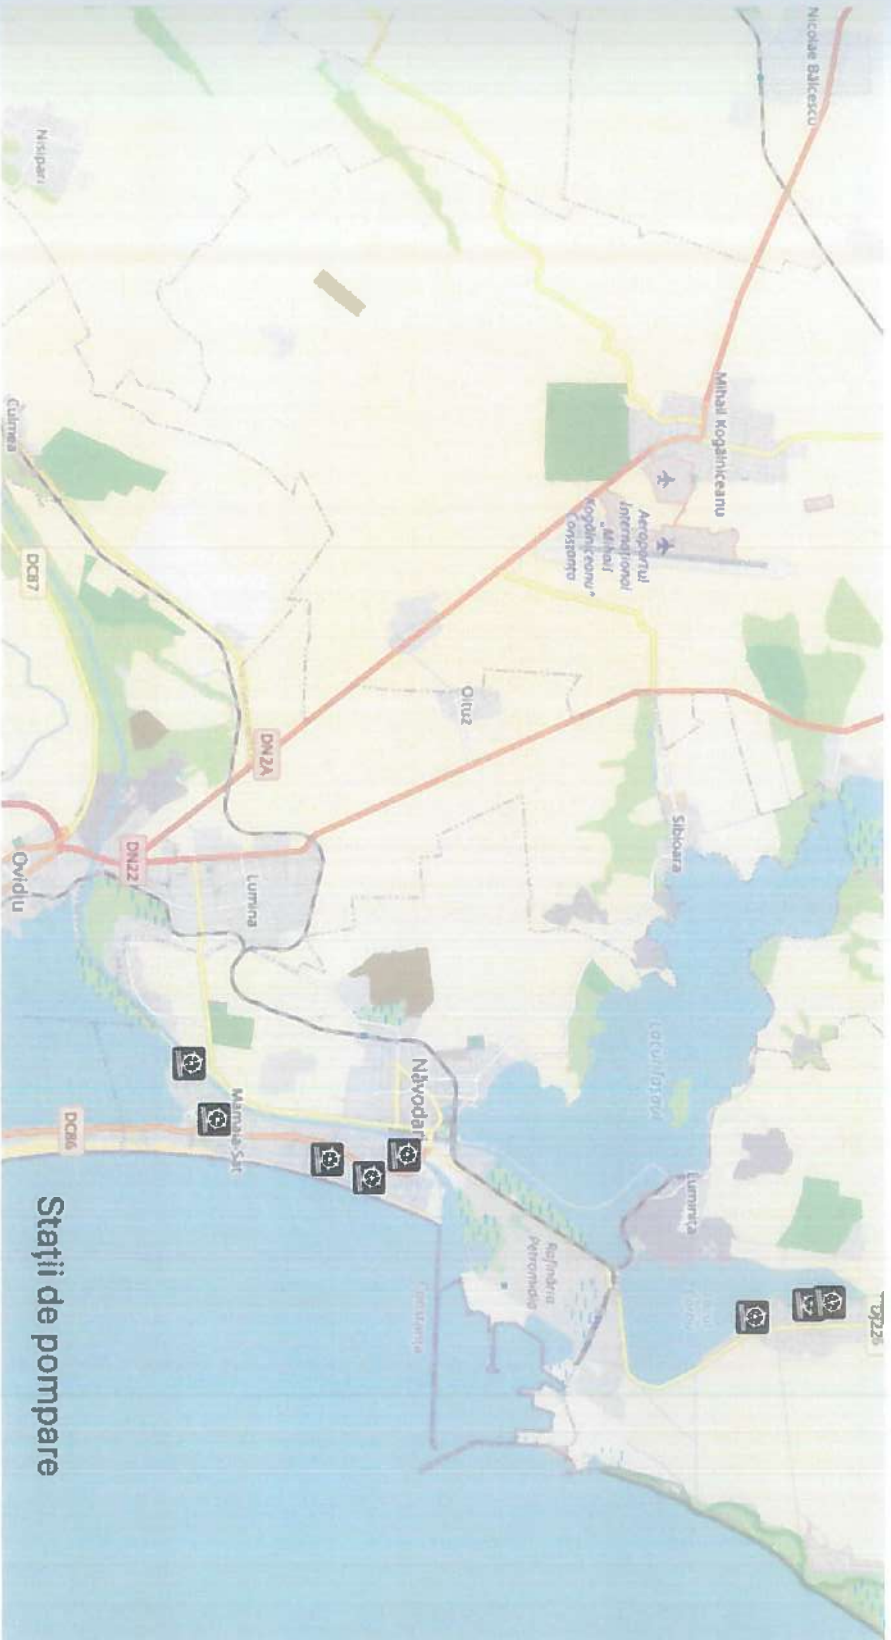 Nicolae Bălcescu
Nisipari
Mihail Kogălniceanu
Aeroportul
Internațional
„Mihail
Kogălniceanu"
Constanța
Culmea
DC87
Oituz
DN2A
DN22
Sibioara
Ovidiu
Lumina
Lacul Tașaul
Năvodari
Mamaia-Sat
DC86
Luminița
Rafinăria
Petromidia
Constanța
DJ226
Stații de pompare